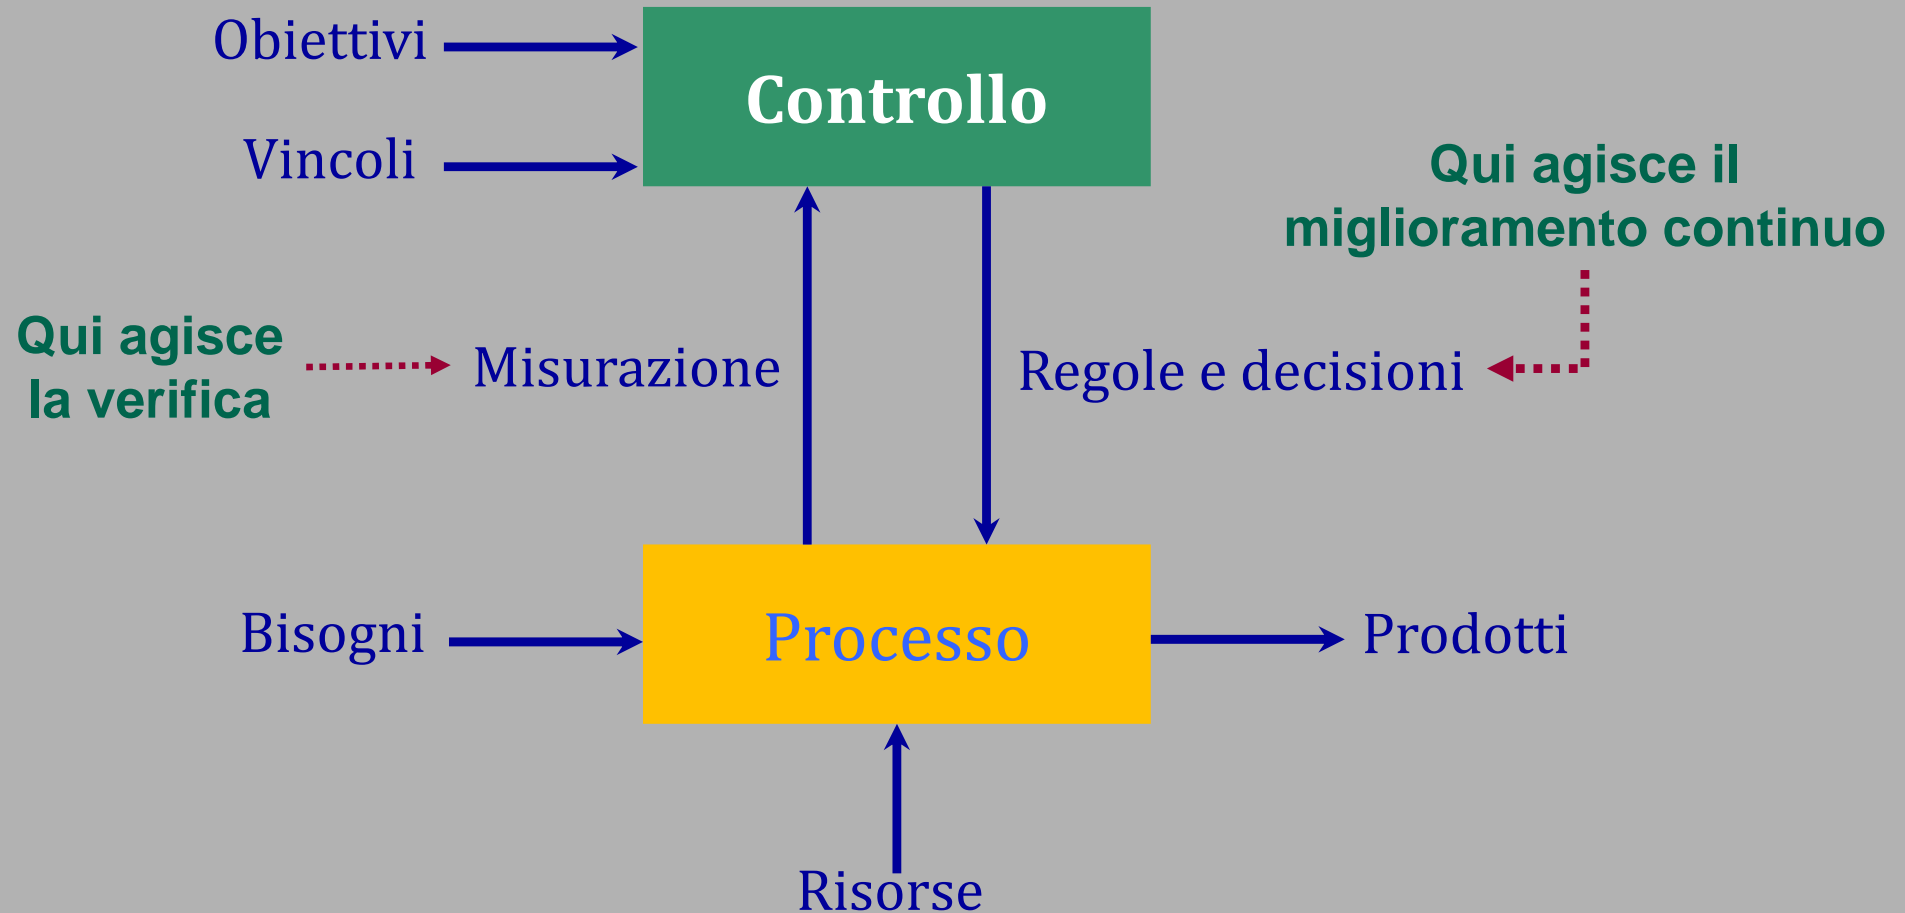 Obiettivi
Controllo
Vincoli
Qui agisce il
miglioramento continuo
Qui agisce
la verifica
Misurazione
Regole e decisioni
Bisogni
Processo
Prodotti
Risorse